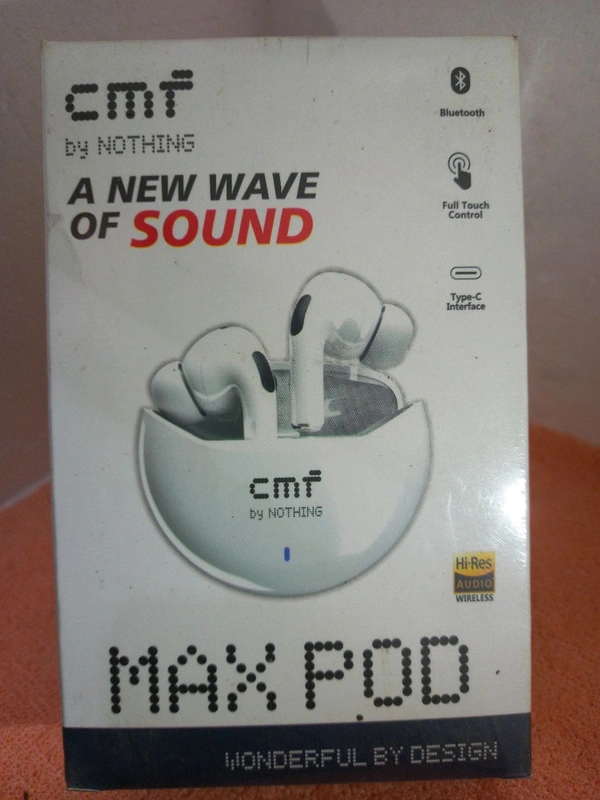 cmf
by NOTHING
A NEW WAVE
OF SOUND
Bluetooth
Full Touch
Control
Type-C
Interface
cmf
by NOTHING
Hi-Res
AUDIO
WIRELESS
MAX POD
WONDERFUL BY DESIGN